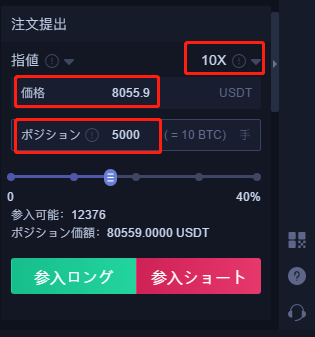 注文提出
指値 10X
価格 8055.9 USDT
ポジション 5000 ( = 10 BTC) 手
0 40%
参入可能：12376
ポジション価額：80559.0000 USDT
参入ロング 参入ショート